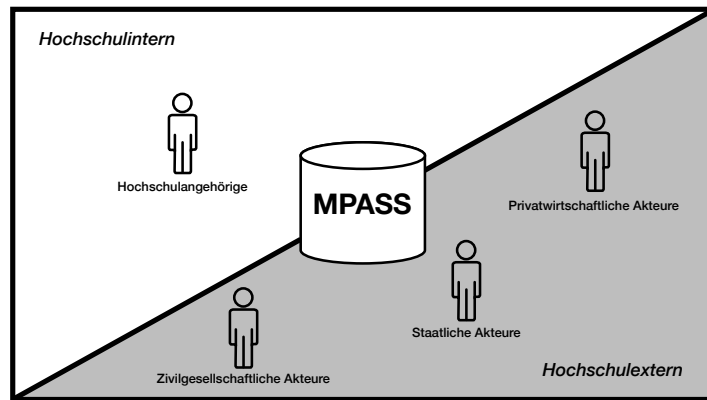 Hochschulintern
Hochschulangehörige
MPASS
Privatwirtschaftliche Akteure
Staatliche Akteure
Zivilgesellschaftliche Akteure
Hochschulextern